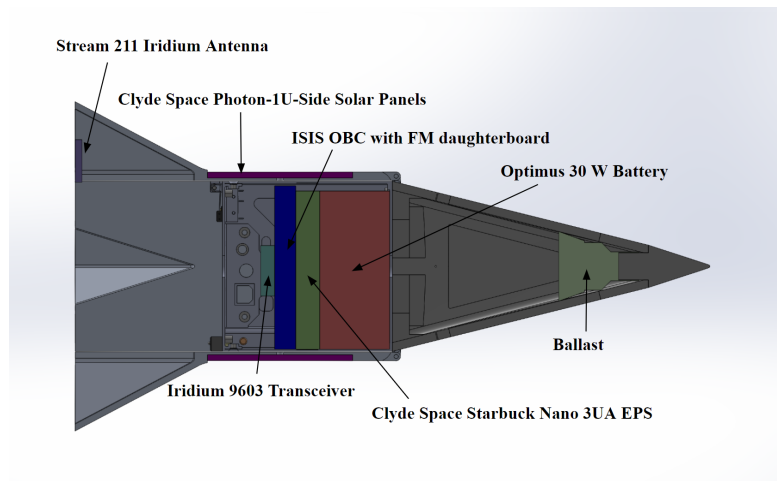 Stream 211 Iridium Antenna
Clyde Space Photon-1U-Side Solar Panels
ISIS OBC with FM daughterboard
Optimus 30 W Battery
Ballast
Iridium 9603 Transceiver
Clyde Space Starbuck Nano 3UA EPS